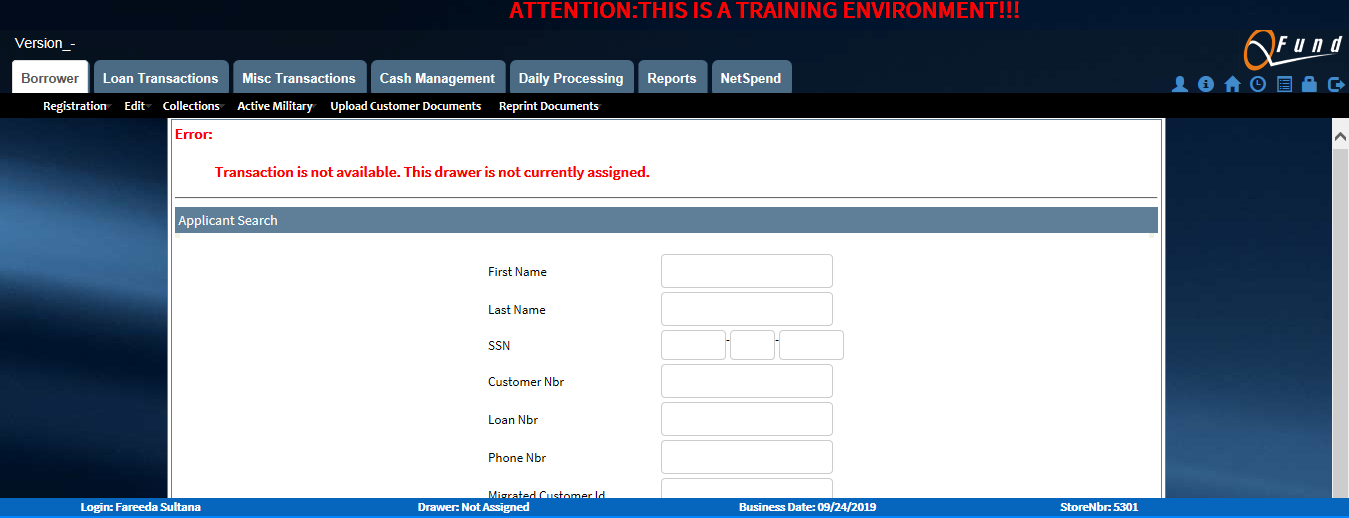 ATTENTION:THIS IS A TRAINING ENVIRONMENT!!!
Version_-
QFund
Borrower Loan Transactions Misc Transactions Cash Management Daily Processing Reports NetSpend
Registration Edit Collections Active Military Upload Customer Documents Reprint Documents
Error:
Transaction is not available. This drawer is not currently assigned.
Applicant Search
First Name
Last Name
SSN - -
Customer Nbr
Loan Nbr
Phone Nbr
Migrated Customer Id
Login: Fareeda Sultana Drawer: Not Assigned Business Date: 09/24/2019 StoreNbr: 5301